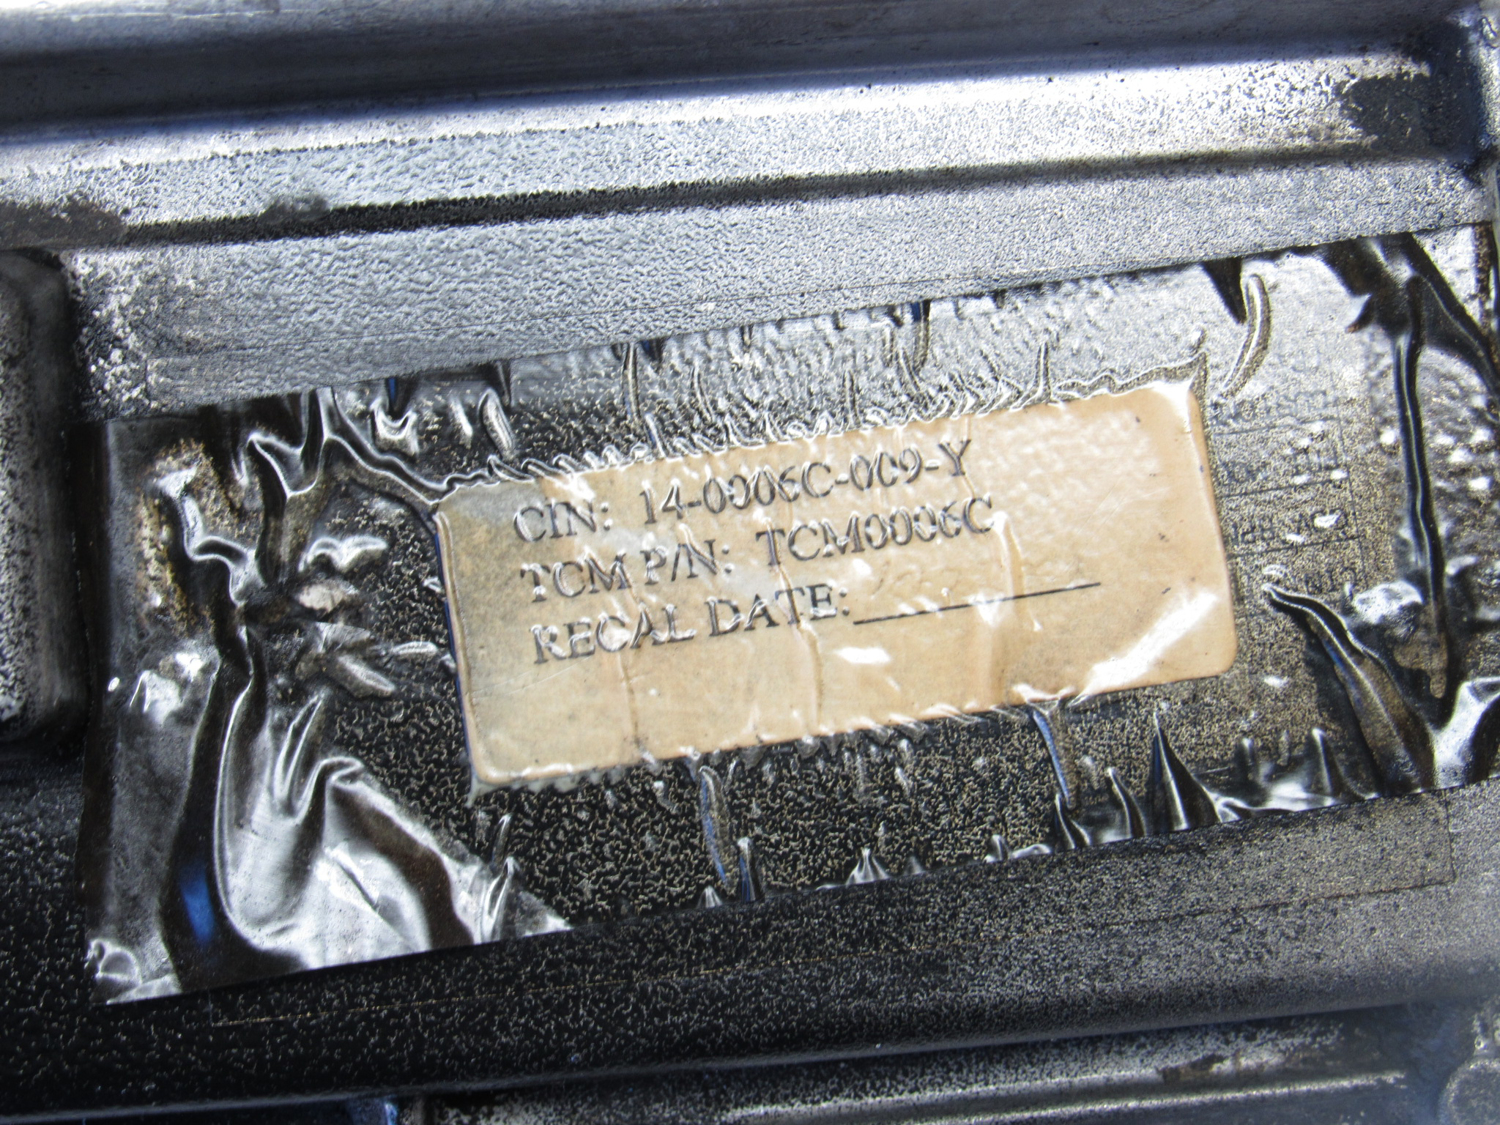 CIN: 14-0006C-009-Y
TCM P/N: TCM0006C
RECAL DATE: